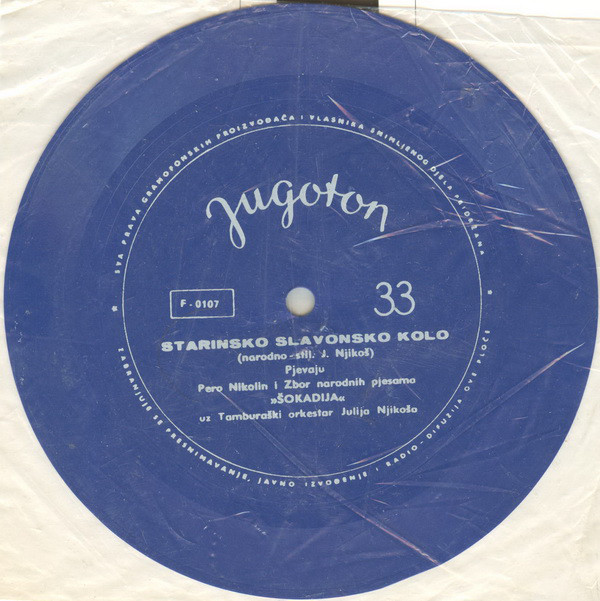 SVA PRAVA GRAMOFONSKIH PROIZVOĐAČA I VLASNIKA SNIMLJENOG DJELA PRIDRŽANA
Jugoton
F - 0107
33
STARINSKO SLAVONSKO KOLO
(narodno - stil. J. Njikoš)
Pjevaju
Pero Nikolin i Zbor narodnih pjesama
»ŠOKADIJA«
uz Tamburaški orkestar Julija Njikoša
ZABRANJUJE SE PRESNIMAVANJE, JAVNO IZVOĐENJE I RADIO - DIFUZIJA OVE PLOČE